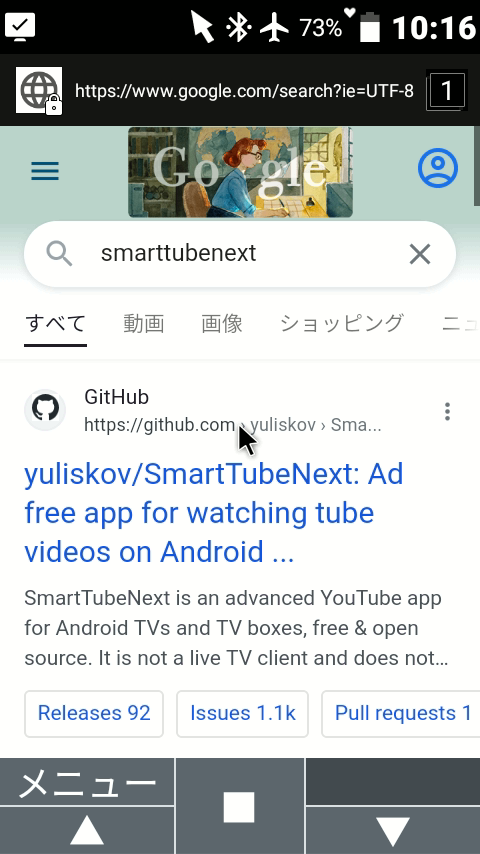 73% 10:16
https://www.google.com/search?ie=UTF-8
1
Google
smarttubenext
すべて 動画 画像 ショッピング ニュ
GitHub
https://github.com › yuliskov › Sma...
yuliskov/SmartTubeNext: Ad
free app for watching tube
videos on Android ...
SmartTubeNext is an advanced YouTube app
for Android TVs and TV boxes, free & open
source. It is not a live TV client and does not…
Releases 92 Issues 1.1k Pull requests 1
メニュー